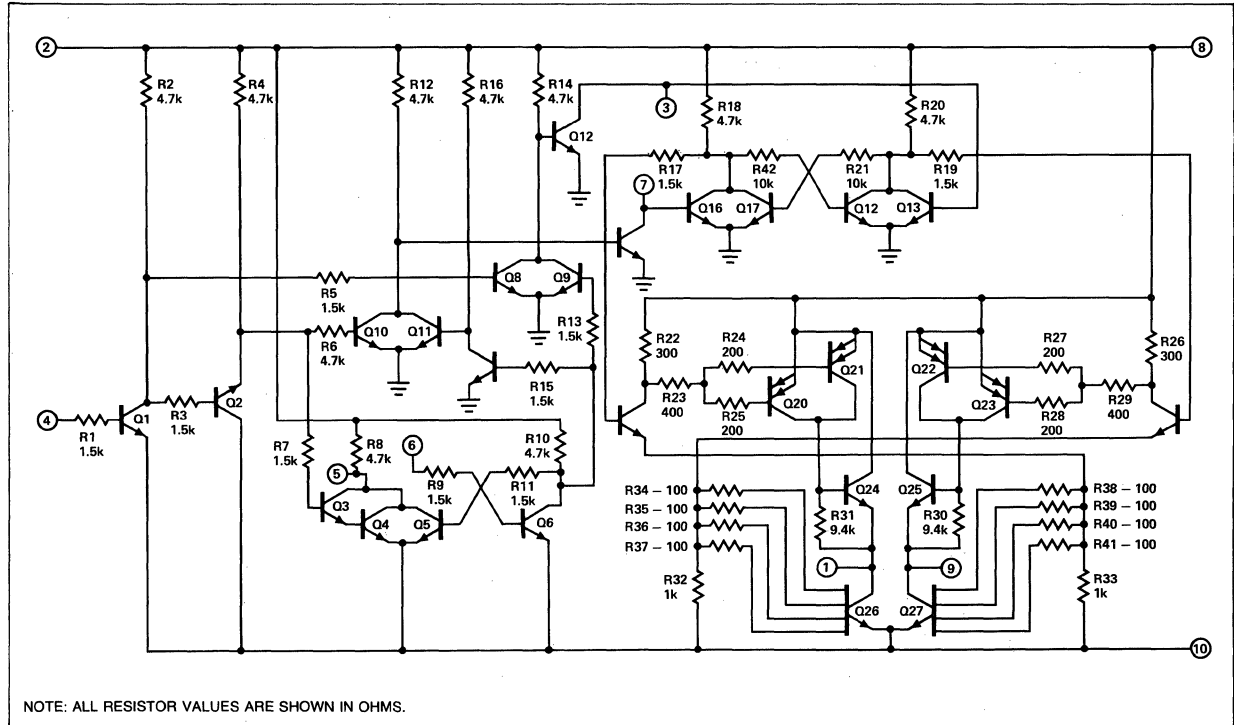 2
8
R2
4.7k
R4
4.7k
R12
4.7k
R16
4.7k
R14
4.7k
3
R18
4.7k
R20
4.7k
Q12
R17
1.5k
R42
10k
R21
10k
R19
1.5k
7
Q16
Q17
Q12
Q13
R5
1.5k
Q8
Q9
Q10
Q11
R6
4.7k
R13
1.5k
R15
1.5k
R22
300
R24
200
Q21
Q22
R27
200
R26
300
R23
400
R25
200
Q20
Q23
R28
200
R29
400
4
R1
1.5k
Q1
R3
1.5k
Q2
R7
1.5k
R8
4.7k
5
6
R9
1.5k
R11
1.5k
R10
4.7k
Q3
Q4
Q5
Q6
R34 – 100
R35 – 100
R36 – 100
R37 – 100
Q24
Q25
R31
9.4k
R30
9.4k
R38 – 100
R39 – 100
R40 – 100
R41 – 100
1
9
R32
1k
Q26
Q27
R33
1k
10
NOTE: ALL RESISTOR VALUES ARE SHOWN IN OHMS.